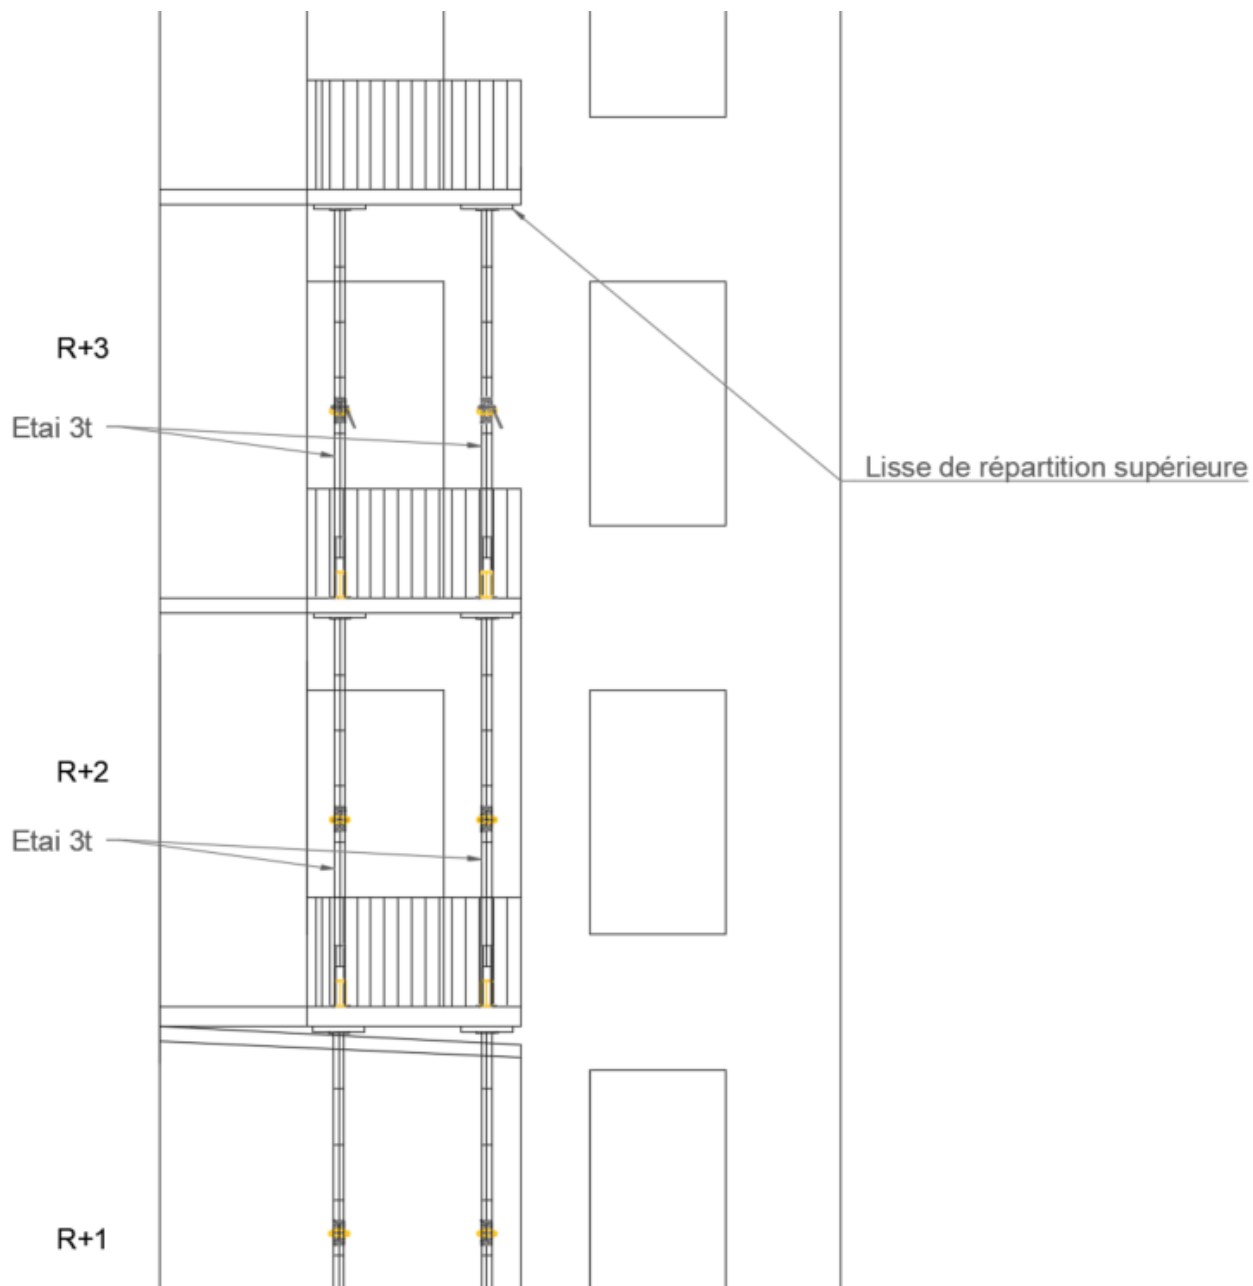 R+3
Etai 3t
Lisse de répartition supérieure
R+2
Etai 3t
R+1